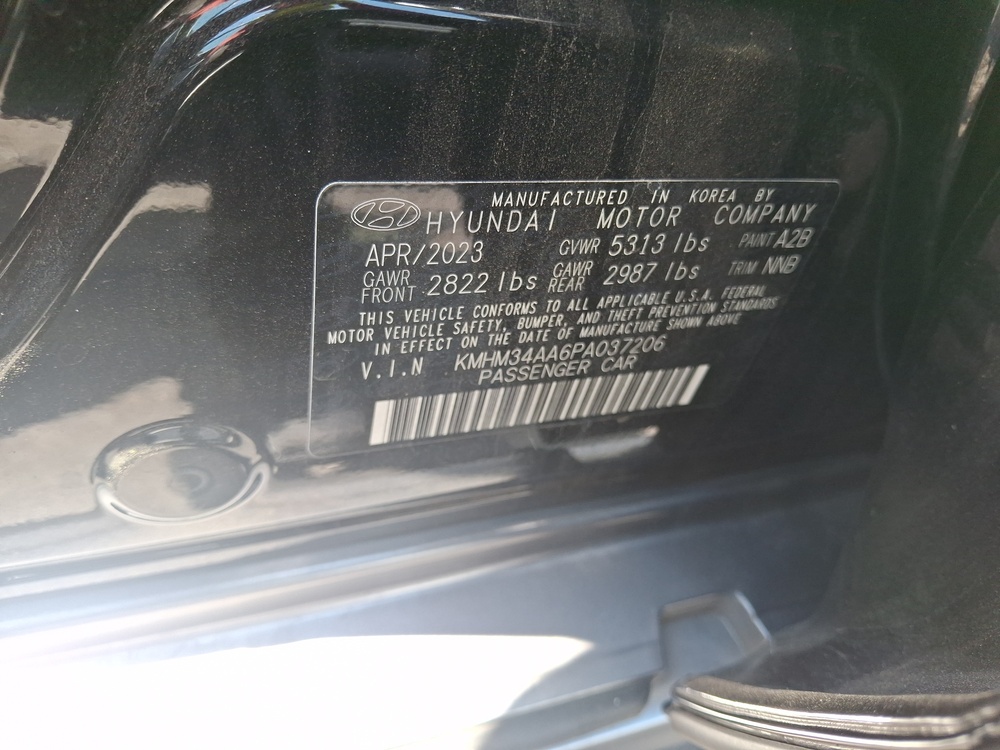 MANUFACTURED IN KOREA BY
HYUNDAI MOTOR COMPANY
APR/2023 GVWR 5313 lbs PAINT A2B
GAWR FRONT 2822 lbs GAWR REAR 2987 lbs TRIM NNB
THIS VEHICLE CONFORMS TO ALL APPLICABLE U.S.A. FEDERAL
MOTOR VEHICLE SAFETY, BUMPER, AND THEFT PREVENTION STANDARDS
IN EFFECT ON THE DATE OF MANUFACTURE SHOWN ABOVE
V.I.N KMHM34AA6PA037206
PASSENGER CAR